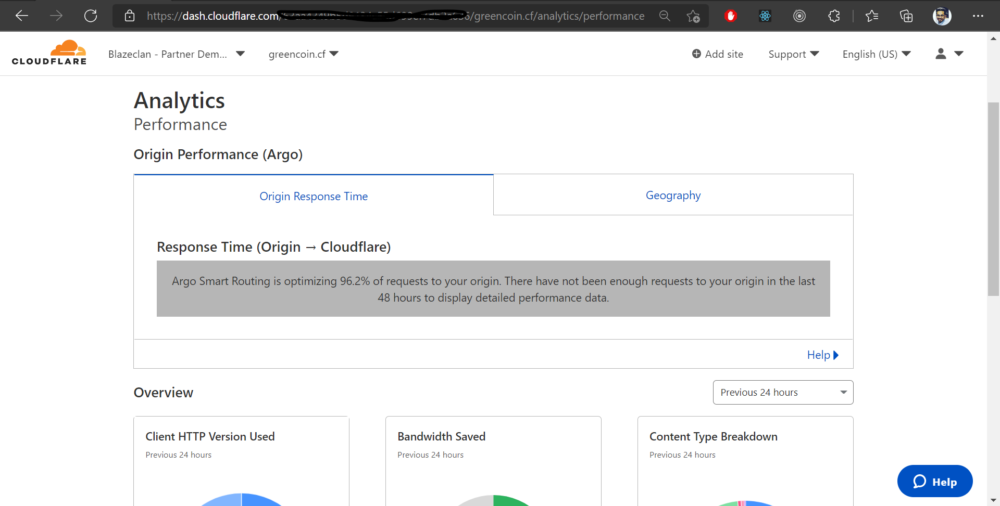 https://dash.cloudflare.com/ /greencoin.cf/analytics/performance
CLOUDFLARE
Blazeclan - Partner Dem...
greencoin.cf
Add site
Support
English (US)
Analytics
Performance
Origin Performance (Argo)
Origin Response Time
Geography
Response Time (Origin → Cloudflare)
Argo Smart Routing is optimizing 96.2% of requests to your origin. There have not been enough requests to your origin in the last
48 hours to display detailed performance data.
Help
Overview
Previous 24 hours
Client HTTP Version Used
Previous 24 hours
Bandwidth Saved
Previous 24 hours
Content Type Breakdown
Previous 24 hours
Help